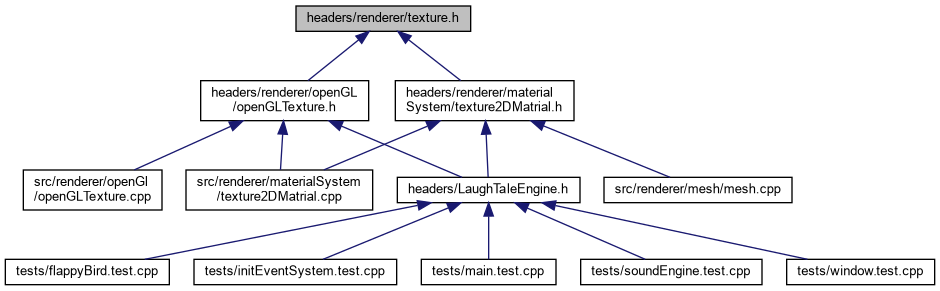 headers/renderer/texture.h
headers/renderer/openGL
/openGLTexture.h
headers/renderer/material
System/texture2DMatrial.h
src/renderer/openGl
/openGLTexture.cpp
src/renderer/materialSystem
/texture2DMatrial.cpp
headers/LaughTaleEngine.h
src/renderer/mesh/mesh.cpp
tests/flappyBird.test.cpp
tests/initEventSystem.test.cpp
tests/main.test.cpp
tests/soundEngine.test.cpp
tests/window.test.cpp